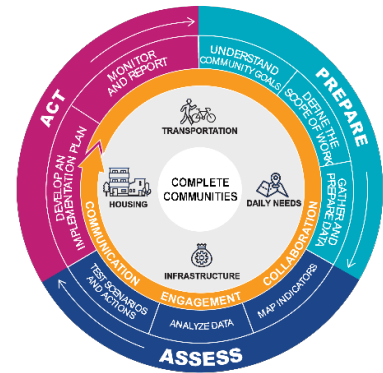 ACT
MONITOR
AND REPORT
DEVELOP AN
IMPLEMENTATION PLAN
PREPARE
UNDERSTAND
COMMUNITY GOALS
DEFINE THE
SCOPE OF WORK
GATHER AND
PREPARE DATA
ASSESS
MAP INDICATORS
ANALYZE DATA
TEST SCENARIOS
AND ACTIONS
COMMUNICATION
ENGAGEMENT
COLLABORATION
TRANSPORTATION
HOUSING
COMPLETE
COMMUNITIES
DAILY NEEDS
INFRASTRUCTURE